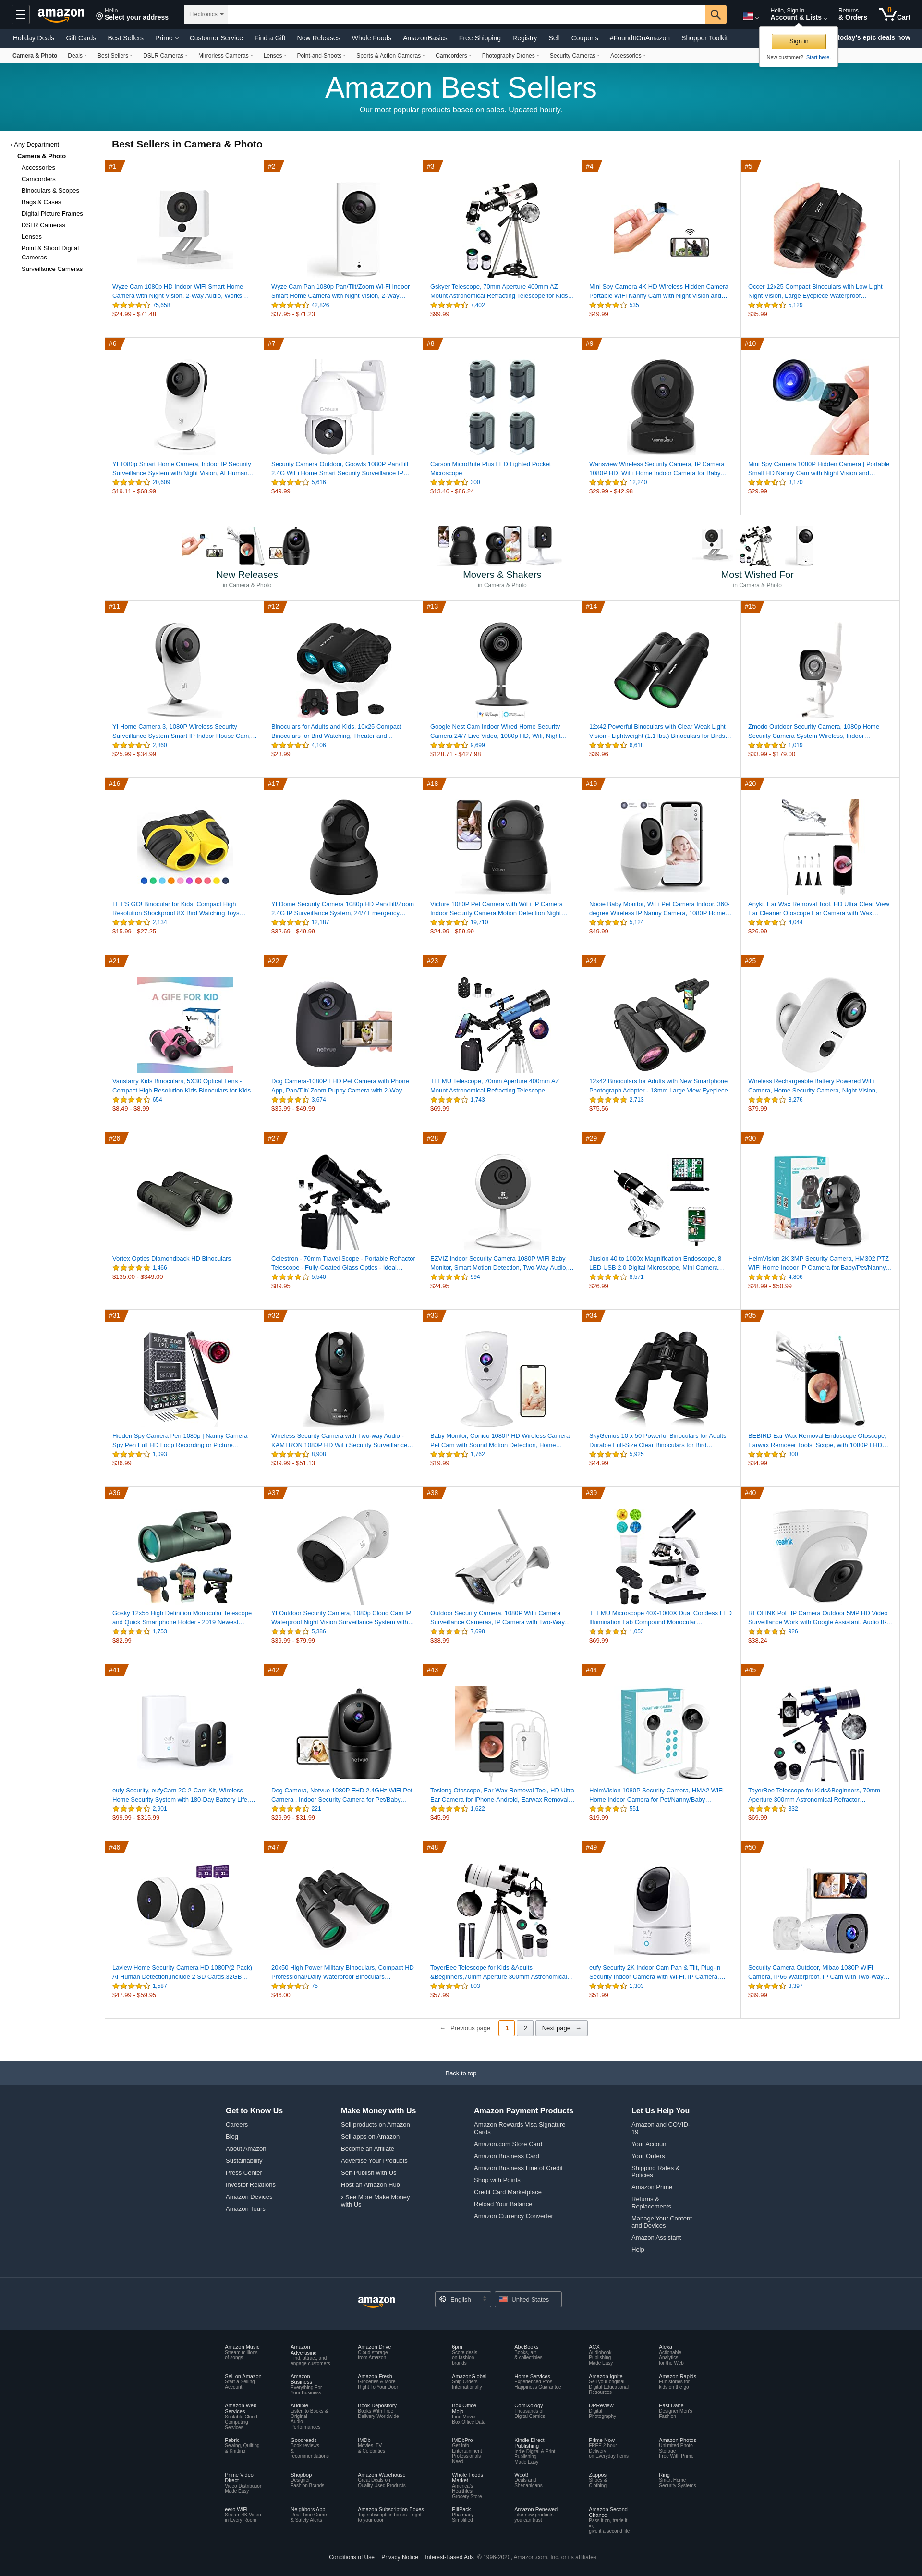 Hello
Select your address
amazon
Electronics
Hello, Sign in
Account & Lists
Returns
& Orders
0
Cart
Holiday Deals
Gift Cards
Best Sellers
Prime
Customer Service
Find a Gift
New Releases
Whole Foods
AmazonBasics
Free Shipping
Registry
Sell
Coupons
#FoundItOnAmazon
Shopper Toolkit
today's epic deals now
Sign in
New customer? Start here.
Camera & Photo
Deals
Best Sellers
DSLR Cameras
Mirrorless Cameras
Lenses
Point-and-Shoots
Sports & Action Cameras
Camcorders
Photography Drones
Security Cameras
Accessories
Amazon Best Sellers
Our most popular products based on sales. Updated hourly.
‹ Any Department
Camera & Photo
Accessories
Camcorders
Binoculars & Scopes
Bags & Cases
Digital Picture Frames
DSLR Cameras
Lenses
Point & Shoot Digital
Cameras
Surveillance Cameras
Best Sellers in Camera & Photo
#1
Wyze Cam 1080p HD Indoor WiFi Smart Home
Camera with Night Vision, 2-Way Audio, Works…
75,658
$24.99 - $71.48
#2
Wyze Cam Pan 1080p Pan/Tilt/Zoom Wi-Fi Indoor
Smart Home Camera with Night Vision, 2-Way…
42,826
$37.95 - $71.23
#3
Gskyer Telescope, 70mm Aperture 400mm AZ
Mount Astronomical Refracting Telescope for Kids…
7,402
$99.99
#4
Mini Spy Camera 4K HD Wireless Hidden Camera
Portable WiFi Nanny Cam with Night Vision and…
535
$49.99
#5
Occer 12x25 Compact Binoculars with Low Light
Night Vision, Large Eyepiece Waterproof…
5,129
$35.99
#6
YI 1080p Smart Home Camera, Indoor IP Security
Surveillance System with Night Vision, AI Human…
20,609
$19.11 - $68.99
#7
Security Camera Outdoor, Goowls 1080P Pan/Tilt
2.4G WiFi Home Smart Security Surveillance IP…
5,616
$49.99
#8
Carson MicroBrite Plus LED Lighted Pocket
Microscope
300
$13.46 - $86.24
#9
Wansview Wireless Security Camera, IP Camera
1080P HD, WiFi Home Indoor Camera for Baby…
12,240
$29.99 - $42.98
#10
Mini Spy Camera 1080P Hidden Camera | Portable
Small HD Nanny Cam with Night Vision and…
3,170
$29.99
New Releases
in Camera & Photo
Movers & Shakers
in Camera & Photo
Most Wished For
in Camera & Photo
#11
YI Home Camera 3, 1080P Wireless Security
Surveillance System Smart IP Indoor House Cam,…
2,860
$25.99 - $34.99
#12
Binoculars for Adults and Kids, 10x25 Compact
Binoculars for Bird Watching, Theater and…
4,106
$23.99
#13
Google Nest Cam Indoor Wired Home Security
Camera 24/7 Live Video, 1080p HD, Wifi, Night…
9,699
$128.71 - $427.98
#14
12x42 Powerful Binoculars with Clear Weak Light
Vision - Lightweight (1.1 lbs.) Binoculars for Birds…
6,618
$39.96
#15
Zmodo Outdoor Security Camera, 1080p Home
Security Camera System Wireless, Indoor…
1,019
$33.99 - $179.00
#16
LET'S GO! Binocular for Kids, Compact High
Resolution Shockproof 8X Bird Watching Toys…
2,134
$15.99 - $27.25
#17
YI Dome Security Camera 1080p HD Pan/Tilt/Zoom
2.4G IP Surveillance System, 24/7 Emergency…
12,187
$32.69 - $49.99
#18
Victure 1080P Pet Camera with WiFi IP Camera
Indoor Security Camera Motion Detection Night…
19,710
$24.99 - $59.99
#19
Nooie Baby Monitor, WiFi Pet Camera Indoor, 360-
degree Wireless IP Nanny Camera, 1080P Home…
5,124
$49.99
#20
Anykit Ear Wax Removal Tool, HD Ultra Clear View
Ear Cleaner Otoscope Ear Camera with Wax…
4,044
$26.99
#21
A GIFE FOR KID
Vanstarry Kids Binoculars, 5X30 Optical Lens -
Compact High Resolution Kids Binoculars for Kids…
654
$8.49 - $8.99
#22
netvue
Dog Camera-1080P FHD Pet Camera with Phone
App, Pan/Tilt/ Zoom Puppy Camera with 2-Way…
3,674
$35.99 - $49.99
#23
TELMU Telescope, 70mm Aperture 400mm AZ
Mount Astronomical Refracting Telescope…
1,743
$69.99
#24
12x42 Binoculars for Adults with New Smartphone
Photograph Adapter - 18mm Large View Eyepiece…
2,713
$75.56
#25
Wireless Rechargeable Battery Powered WiFi
Camera, Home Security Camera, Night Vision,…
8,276
$79.99
#26
Vortex Optics Diamondback HD Binoculars
1,466
$135.00 - $349.00
#27
Celestron - 70mm Travel Scope - Portable Refractor
Telescope - Fully-Coated Glass Optics - Ideal…
5,540
$89.95
#28
EZVIZ Indoor Security Camera 1080P WiFi Baby
Monitor, Smart Motion Detection, Two-Way Audio,…
994
$24.95
#29
Jiusion 40 to 1000x Magnification Endoscope, 8
LED USB 2.0 Digital Microscope, Mini Camera…
8,571
$26.99
#30
HeimVision 2K 3MP Security Camera, HM302 PTZ
WiFi Home Indoor IP Camera for Baby/Pet/Nanny…
4,806
$28.99 - $50.99
#31
Hidden Spy Camera Pen 1080p | Nanny Camera
Spy Pen Full HD Loop Recording or Picture…
1,093
$36.99
#32
Wireless Security Camera with Two-way Audio -
KAMTRON 1080P HD WiFi Security Surveillance…
8,908
$39.99 - $51.13
#33
Baby Monitor, Conico 1080P HD Wireless Camera
Pet Cam with Sound Motion Detection, Home…
1,762
$19.99
#34
SkyGenius 10 x 50 Powerful Binoculars for Adults
Durable Full-Size Clear Binoculars for Bird…
5,925
$44.99
#35
BEBIRD Ear Wax Removal Endoscope Otoscope,
Earwax Remover Tools, Scope, with 1080P FHD…
300
$34.99
#36
Gosky 12x55 High Definition Monocular Telescope
and Quick Smartphone Holder - 2019 Newest…
1,753
$82.99
#37
YI Outdoor Security Camera, 1080p Cloud Cam IP
Waterproof Night Vision Surveillance System with…
5,386
$39.99 - $79.99
#38
Outdoor Security Camera, 1080P WiFi Camera
Surveillance Cameras, IP Camera with Two-Way…
7,698
$38.99
#39
TELMU Microscope 40X-1000X Dual Cordless LED
Illumination Lab Compound Monocular…
1,053
$69.99
#40
reolink
REOLINK PoE IP Camera Outdoor 5MP HD Video
Surveillance Work with Google Assistant, Audio IR…
926
$38.24
#41
eufy Security, eufyCam 2C 2-Cam Kit, Wireless
Home Security System with 180-Day Battery Life,…
2,901
$99.99 - $315.99
#42
netvue
Dog Camera, Netvue 1080P FHD 2.4GHz WiFi Pet
Camera , Indoor Security Camera for Pet/Baby…
221
$29.99 - $31.99
#43
Teslong Otoscope, Ear Wax Removal Tool, HD Ultra
Ear Camera for iPhone-Android, Earwax Removal…
1,622
$45.99
#44
HeimVision 1080P Security Camera, HMA2 WiFi
Home Indoor Camera for Pet/Nanny/Baby…
551
$19.99
#45
ToyerBee Telescope for Kids&Beginners, 70mm
Aperture 300mm Astronomical Refractor…
332
$69.99
#46
Laview Home Security Camera HD 1080P(2 Pack)
AI Human Detection,Include 2 SD Cards,32GB…
1,587
$47.99 - $59.95
#47
20x50 High Power Military Binoculars, Compact HD
Professional/Daily Waterproof Binoculars…
75
$46.00
#48
ToyerBee Telescope for Kids &Adults
&Beginners,70mm Aperture 300mm Astronomical…
803
$57.99
#49
eufy Security 2K Indoor Cam Pan & Tilt, Plug-in
Security Indoor Camera with Wi-Fi, IP Camera,…
1,303
$51.99
#50
Security Camera Outdoor, Mibao 1080P WiFi
Camera, IP66 Waterproof, IP Cam with Two-Way…
3,397
$39.99
← Previous page
1
2
Next page →
Back to top
Get to Know Us
Careers
Blog
About Amazon
Sustainability
Press Center
Investor Relations
Amazon Devices
Amazon Tours
Make Money with Us
Sell products on Amazon
Sell apps on Amazon
Become an Affiliate
Advertise Your Products
Self-Publish with Us
Host an Amazon Hub
› See More Make Money
with Us
Amazon Payment Products
Amazon Rewards Visa Signature
Cards
Amazon.com Store Card
Amazon Business Card
Amazon Business Line of Credit
Shop with Points
Credit Card Marketplace
Reload Your Balance
Amazon Currency Converter
Let Us Help You
Amazon and COVID-
19
Your Account
Your Orders
Shipping Rates &
Policies
Amazon Prime
Returns &
Replacements
Manage Your Content
and Devices
Amazon Assistant
Help
amazon
English
United States
Amazon Music
Stream millions
of songs
Amazon
Advertising
Find, attract, and
engage customers
Amazon Drive
Cloud storage
from Amazon
6pm
Score deals
on fashion
brands
AbeBooks
Books, art
& collectibles
ACX
Audiobook
Publishing
Made Easy
Alexa
Actionable
Analytics
for the Web
Sell on Amazon
Start a Selling
Account
Amazon
Business
Everything For
Your Business
Amazon Fresh
Groceries & More
Right To Your Door
AmazonGlobal
Ship Orders
Internationally
Home Services
Experienced Pros
Happiness Guarantee
Amazon Ignite
Sell your original
Digital Educational
Resources
Amazon Rapids
Fun stories for
kids on the go
Amazon Web
Services
Scalable Cloud
Computing
Services
Audible
Listen to Books &
Original
Audio
Performances
Book Depository
Books With Free
Delivery Worldwide
Box Office
Mojo
Find Movie
Box Office Data
ComiXology
Thousands of
Digital Comics
DPReview
Digital
Photography
East Dane
Designer Men's
Fashion
Fabric
Sewing, Quilting
& Knitting
Goodreads
Book reviews
&
recommendations
IMDb
Movies, TV
& Celebrities
IMDbPro
Get Info
Entertainment
Professionals
Need
Kindle Direct
Publishing
Indie Digital & Print
Publishing
Made Easy
Prime Now
FREE 2-hour
Delivery
on Everyday Items
Amazon Photos
Unlimited Photo
Storage
Free With Prime
Prime Video
Direct
Video Distribution
Made Easy
Shopbop
Designer
Fashion Brands
Amazon Warehouse
Great Deals on
Quality Used Products
Whole Foods
Market
America's
Healthiest
Grocery Store
Woot!
Deals and
Shenanigans
Zappos
Shoes &
Clothing
Ring
Smart Home
Security Systems
eero WiFi
Stream 4K Video
in Every Room
Neighbors App
Real-Time Crime
& Safety Alerts
Amazon Subscription Boxes
Top subscription boxes – right
to your door
PillPack
Pharmacy
Simplified
Amazon Renewed
Like-new products
you can trust
Amazon Second
Chance
Pass it on, trade it
in,
give it a second life
Conditions of Use
Privacy Notice
Interest-Based Ads
© 1996-2020, Amazon.com, Inc. or its affiliates